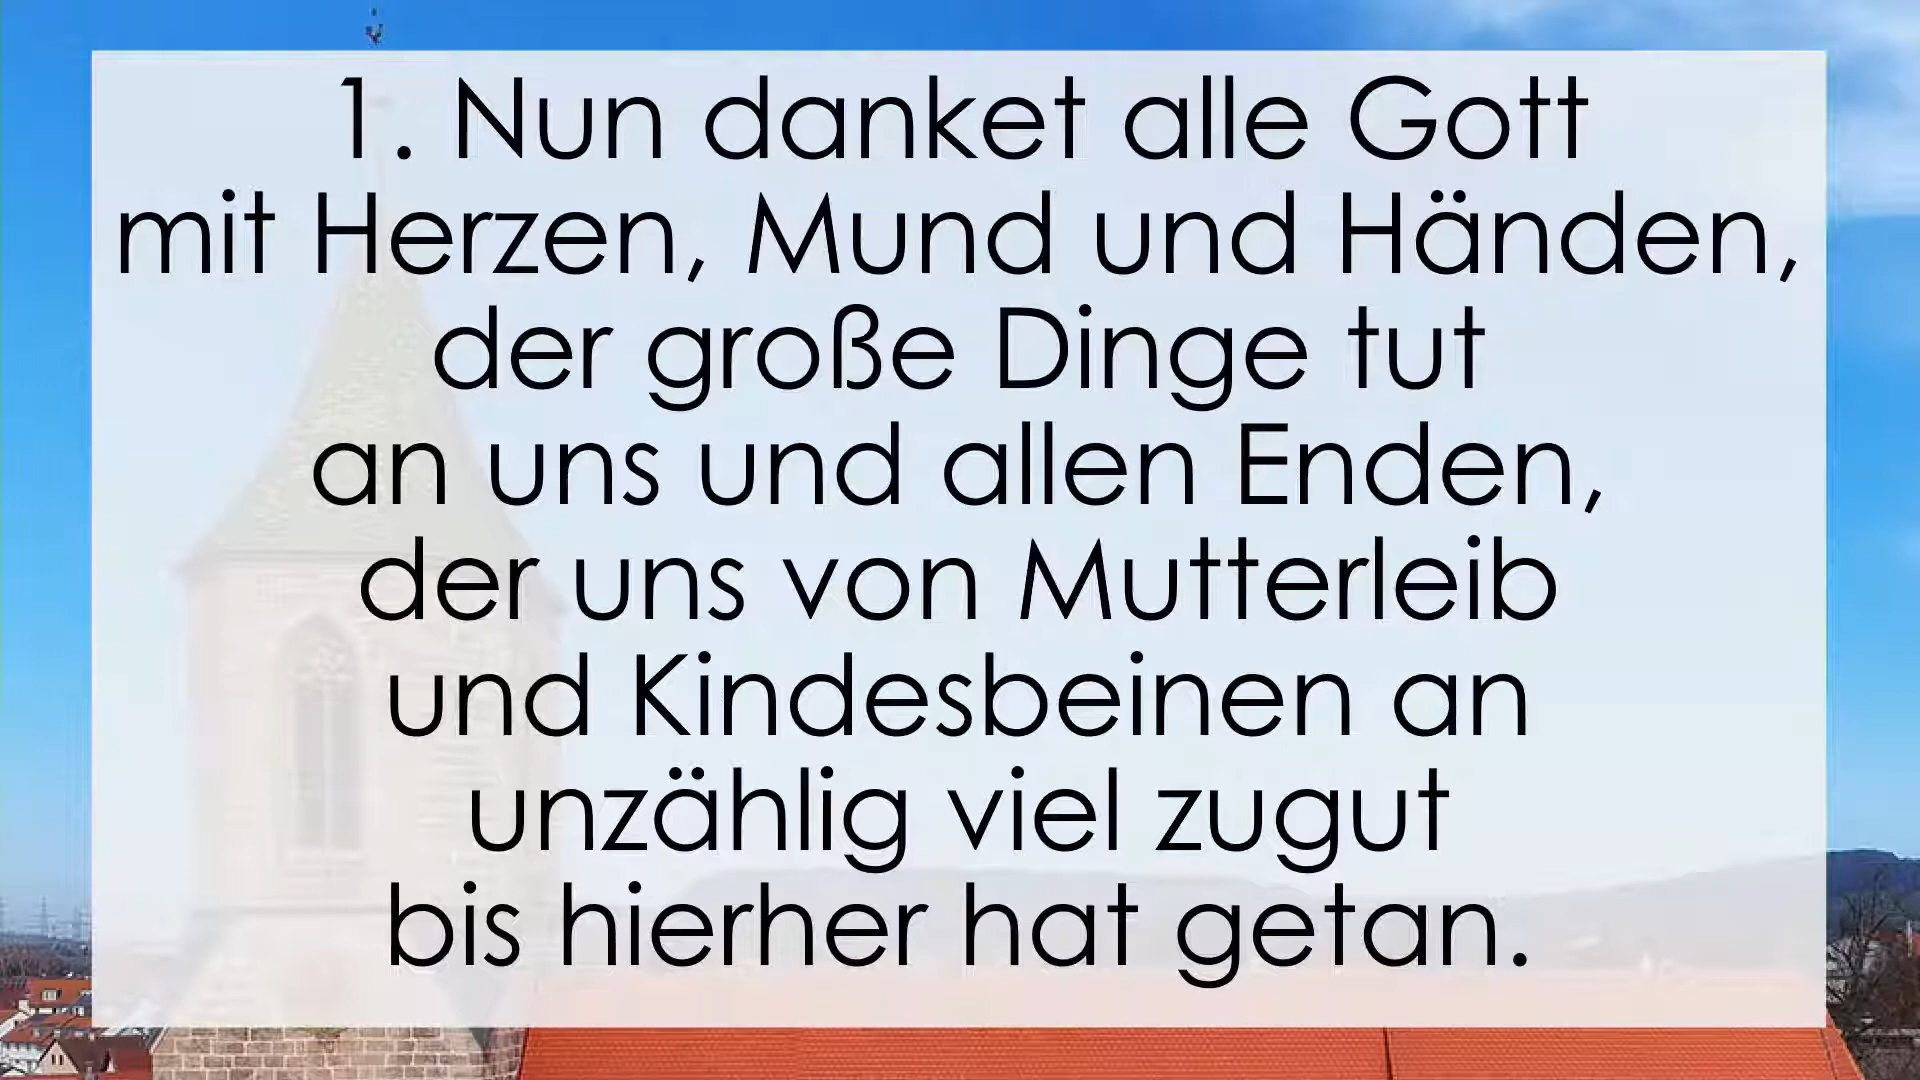 1. Nun danket alle Gott
mit Herzen, Mund und Händen,
der große Dinge tut
an uns und allen Enden,
der uns von Mutterleib
und Kindesbeinen an
unzählig viel zugut
bis hierher hat getan.